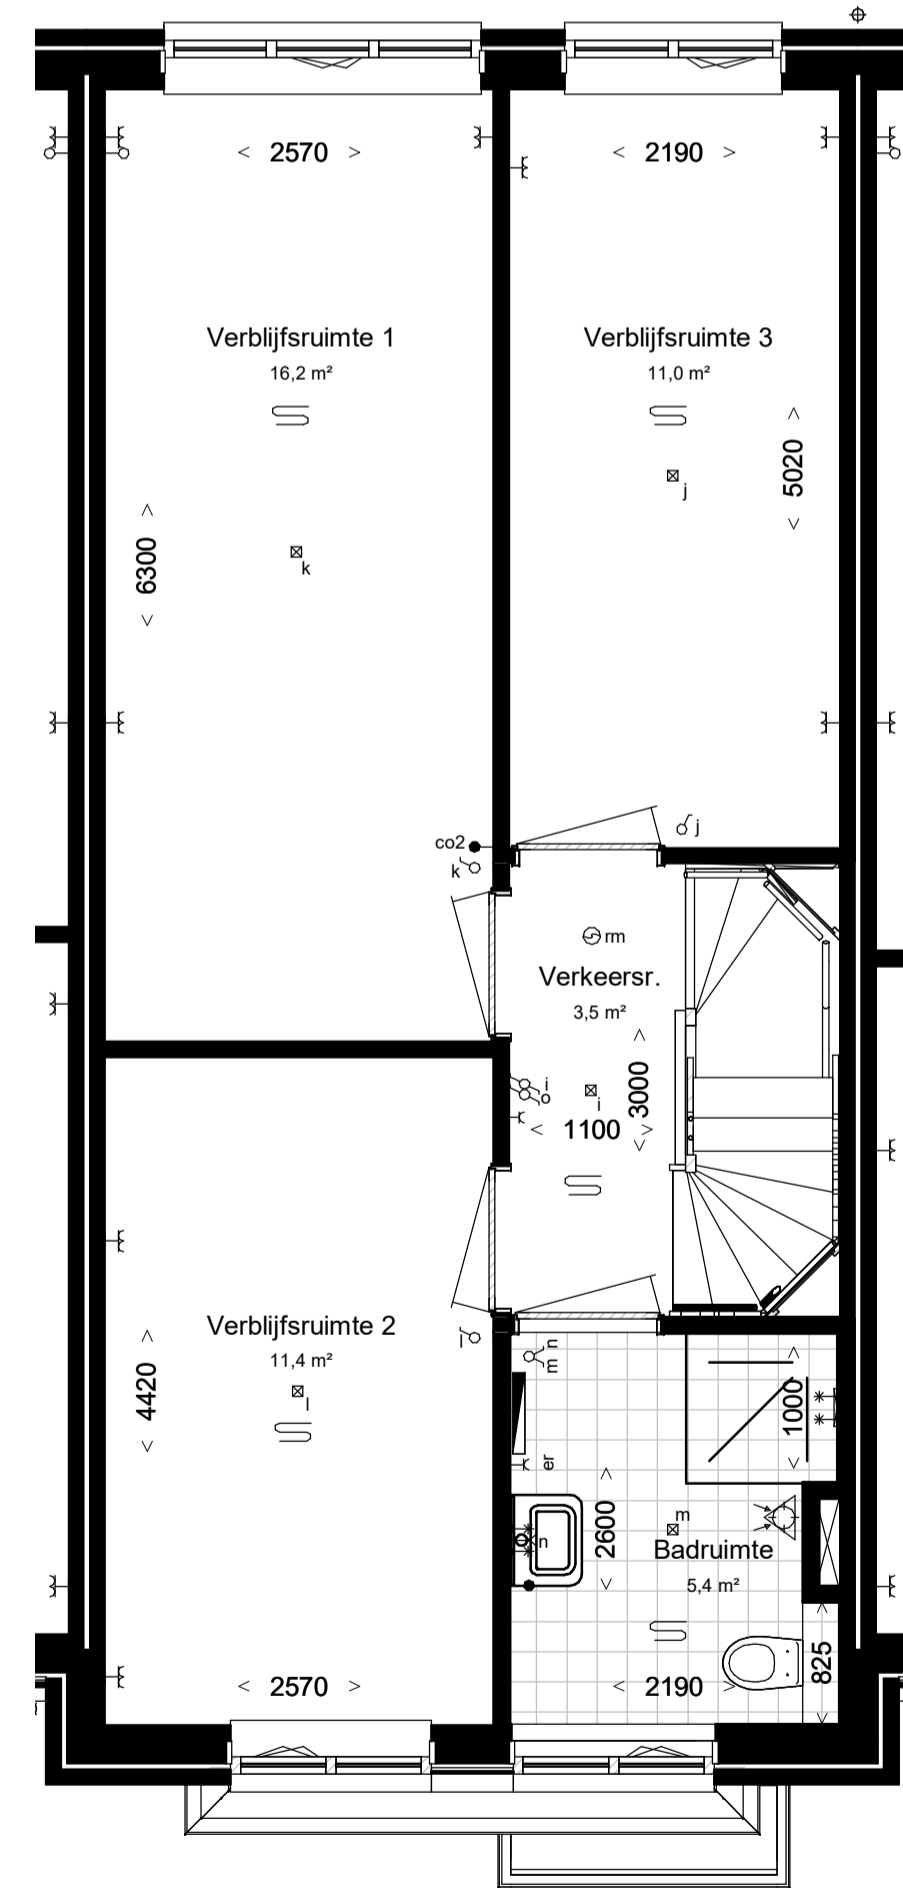 < 2570 >
< 2190 >
Verblijfsruimte 1
16,2 m²
Verblijfsruimte 3
11,0 m²
< 5020 >
j
< 6300 >
k
j
co2
k
rm
Verkeersr.
3,5 m²
i
o
i
< 3000 >
< 1100 >
Verblijfsruimte 2
11,4 m²
l
l
< 4420 >
n
m
< 1000 >
er
n
< 2600 >
m
Badruimte
5,4 m²
< 825 >
< 2570 >
< 2190 >